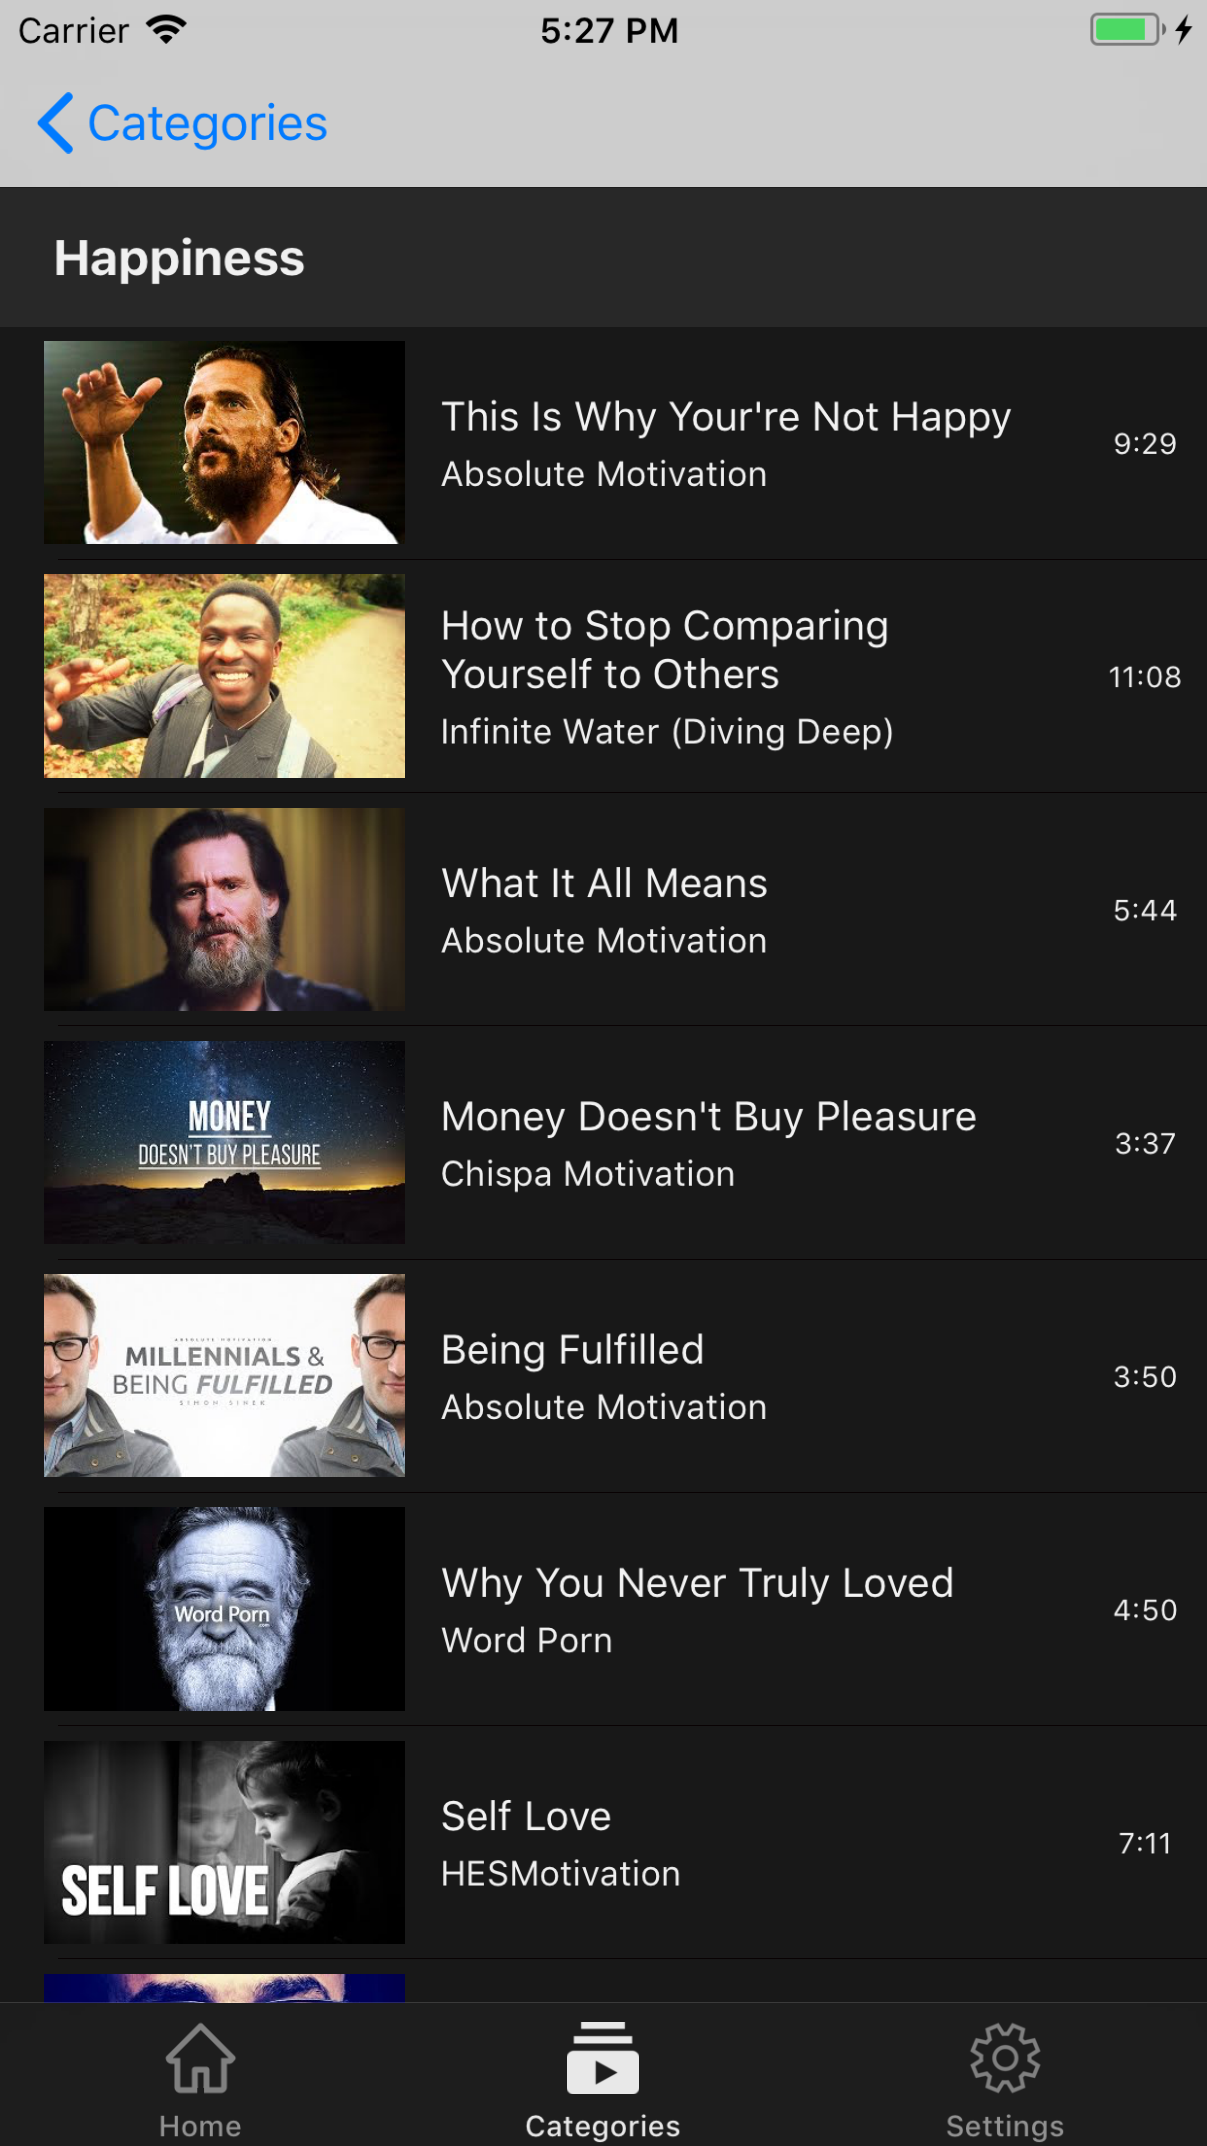 Carrier
5:27 PM
Categories
Happiness
This Is Why Your're Not Happy
Absolute Motivation
9:29
How to Stop Comparing
Yourself to Others
Infinite Water (Diving Deep)
11:08
What It All Means
Absolute Motivation
5:44
MONEY
DOESN'T BUY PLEASURE
Money Doesn't Buy Pleasure
Chispa Motivation
3:37
ABSOLUTE MOTIVATION
MILLENNIALS &
BEING FULFILLED
SIMON SINEK
Being Fulfilled
Absolute Motivation
3:50
Word Porn
.com
Why You Never Truly Loved
Word Porn
4:50
SELF LOVE
Self Love
HESMotivation
7:11
Home
Categories
Settings